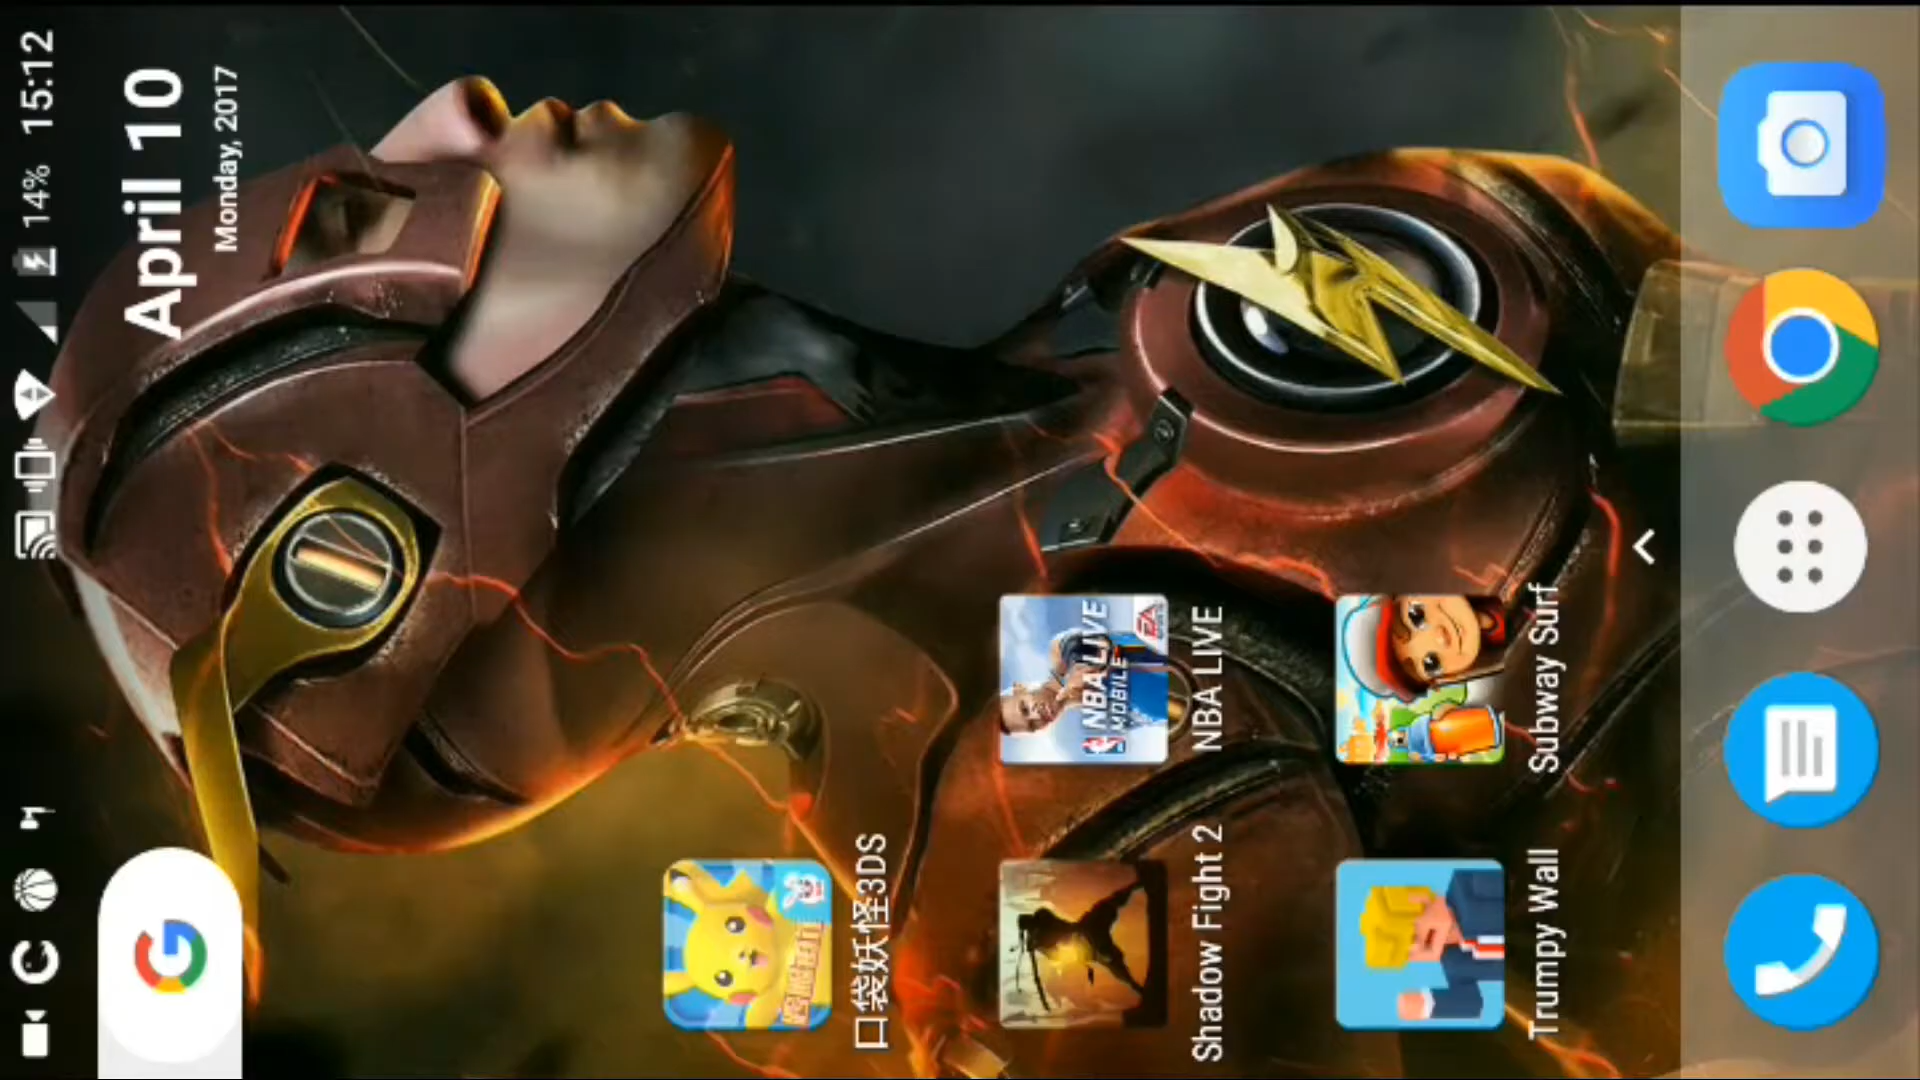 14% 15:12
April 10
Monday, 2017
G
口袋妖怪3DS
NBA LIVE
MOBILE
EA
Shadow Fight 2
NBA LIVE
Trumpy Wall
Subway Surf